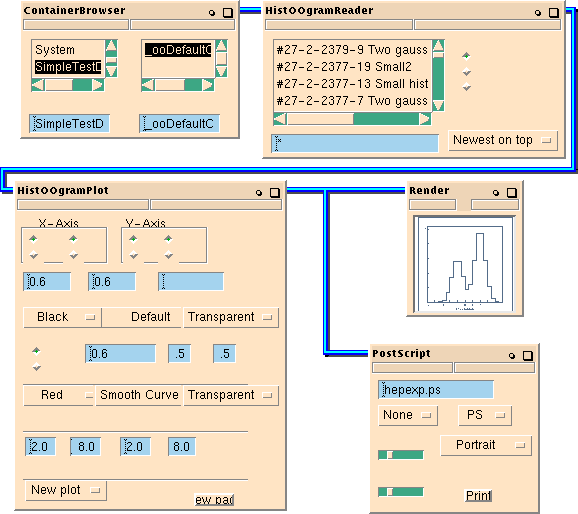 ContainerBrowser
System
SimpleTestD
_ooDefaultC
SimpleTestD
_ooDefaultC
HistOOgramReader
#27-2-2379-9 Two gauss
#27-2-2377-19 Small2
#27-2-2377-13 Small hist
#27-2-2377-7 Two gauss
*
Newest on top
HistOOgramPlot
X-Axis
Y-Axis
0.6
0.6
Black
Default
Transparent
0.6
.5
.5
Red
Smooth Curve
Transparent
2.0
8.0
2.0
8.0
New plot
ew pad
Render
PostScript
hepexp.ps
None
PS
Portrait
Print